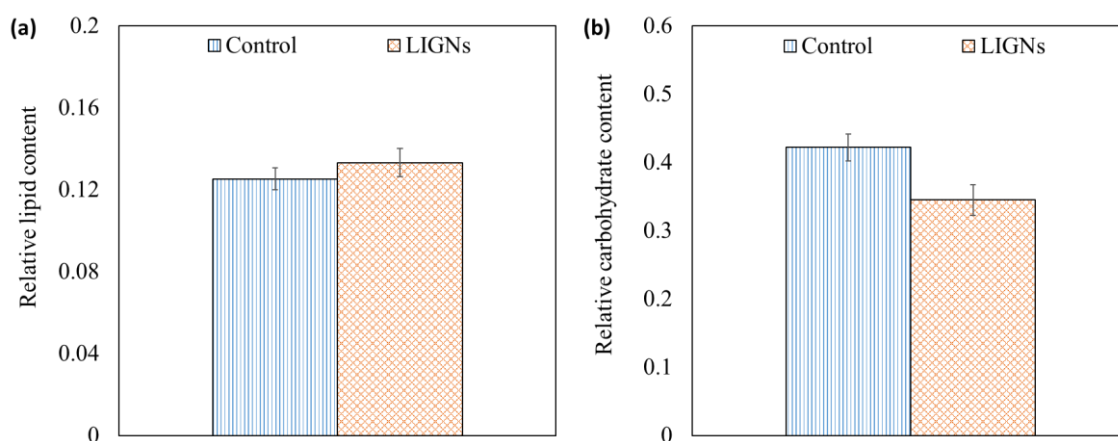 (a)
Control
LIGNs
Relative lipid content
0.2
0.16
0.12
0.08
0.04
0
(b)
Control
LIGNs
Relative carbohydrate content
0.6
0.5
0.4
0.3
0.2
0.1
0